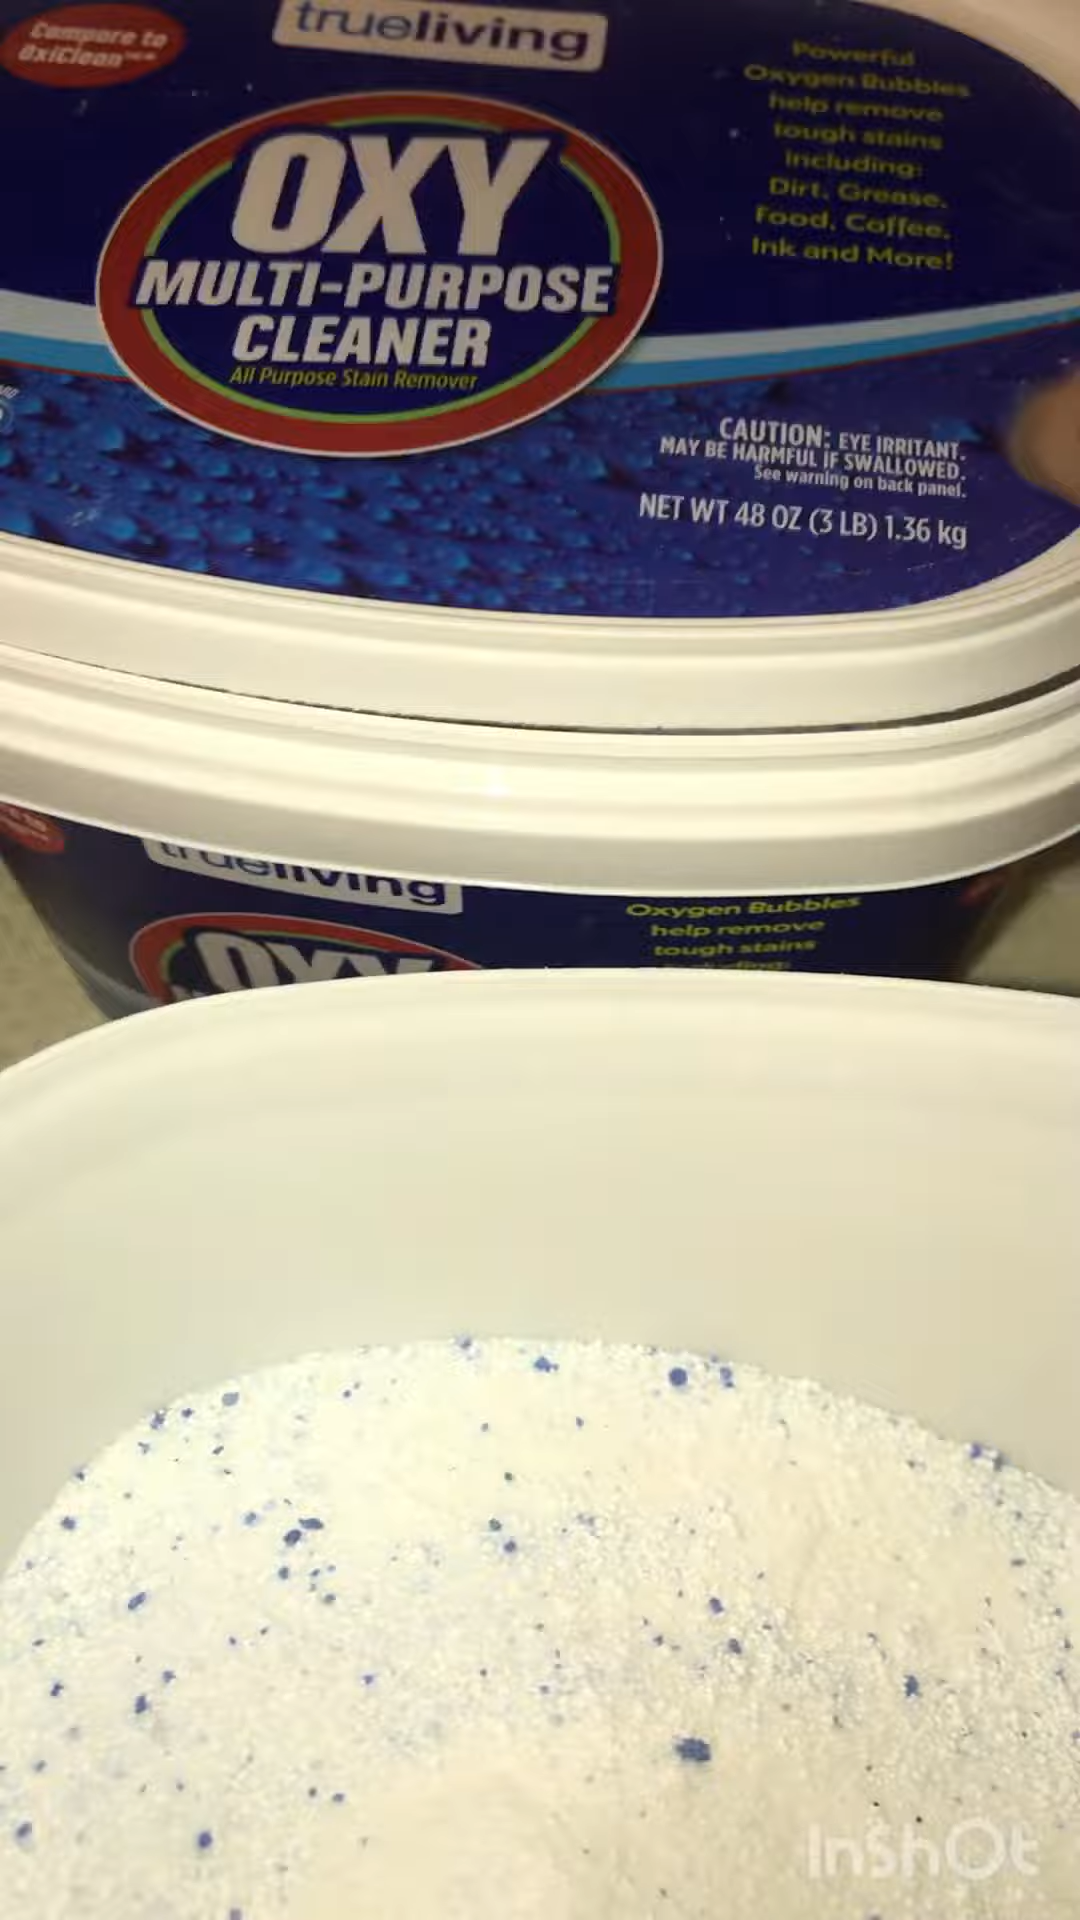 Compare to
OxiClean
trueliving
Powerful
Oxygen Bubbles
help remove
tough stains
Including:
Dirt, Grease,
Food, Coffee,
Ink and More!
OXY
MULTI-PURPOSE
CLEANER
All Purpose Stain Remover
CAUTION: EYE IRRITANT.
MAY BE HARMFUL IF SWALLOWED.
See warning on back panel.
NET WT 48 OZ (3 LB) 1.36 kg
trueliving
OXY
Oxygen Bubbles
help remove
tough stains
InShOt